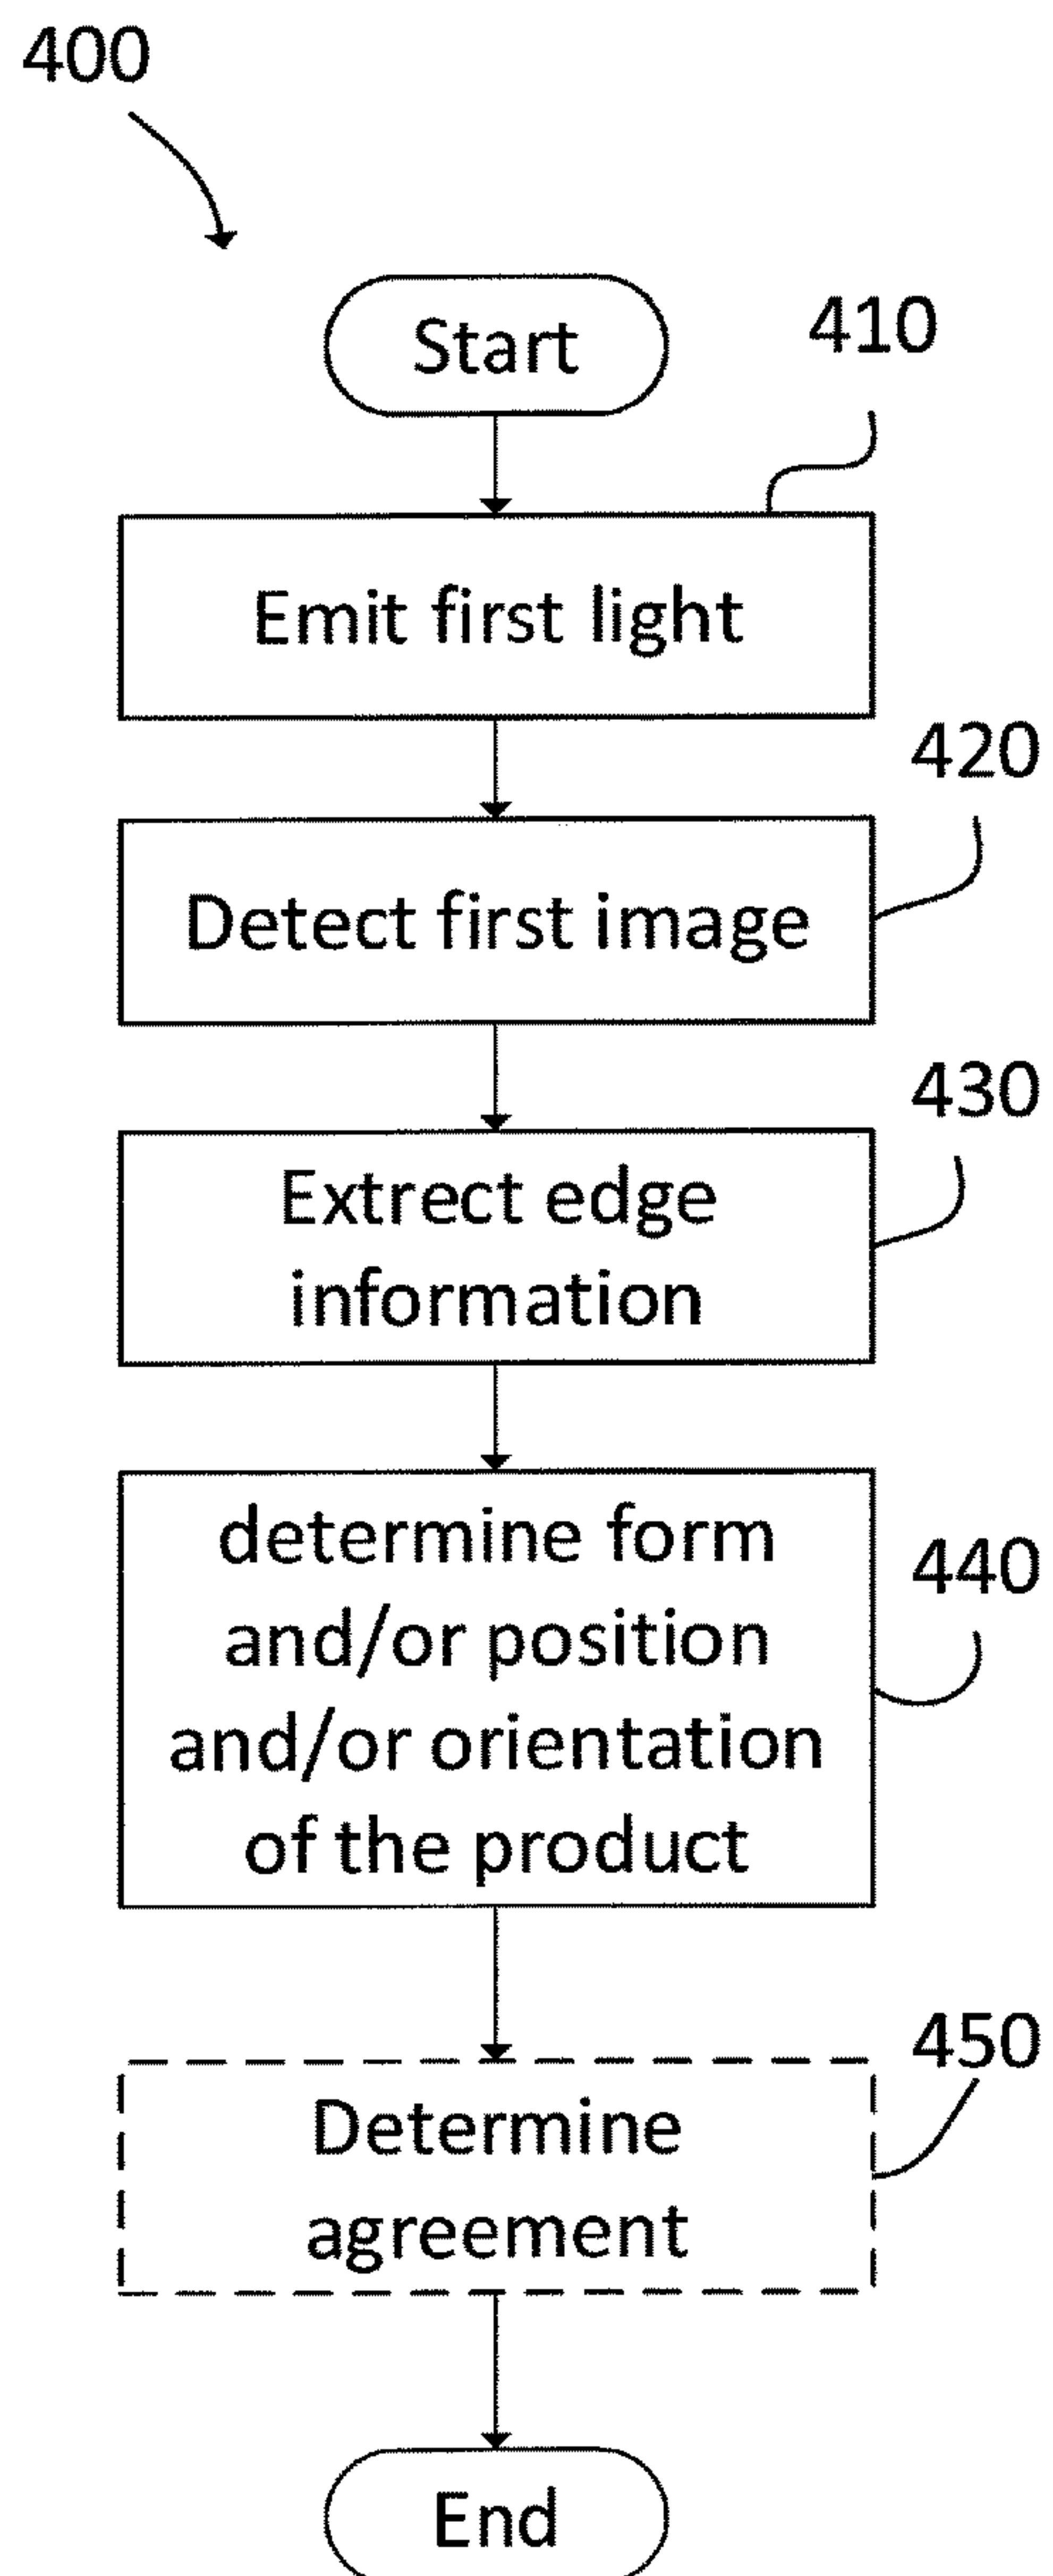 400
Start
410
Emit first light
420
Detect first image
430
Extrect edge
information
440
determine form
and/or position
and/or orientation
of the product
450
Determine
agreement
End